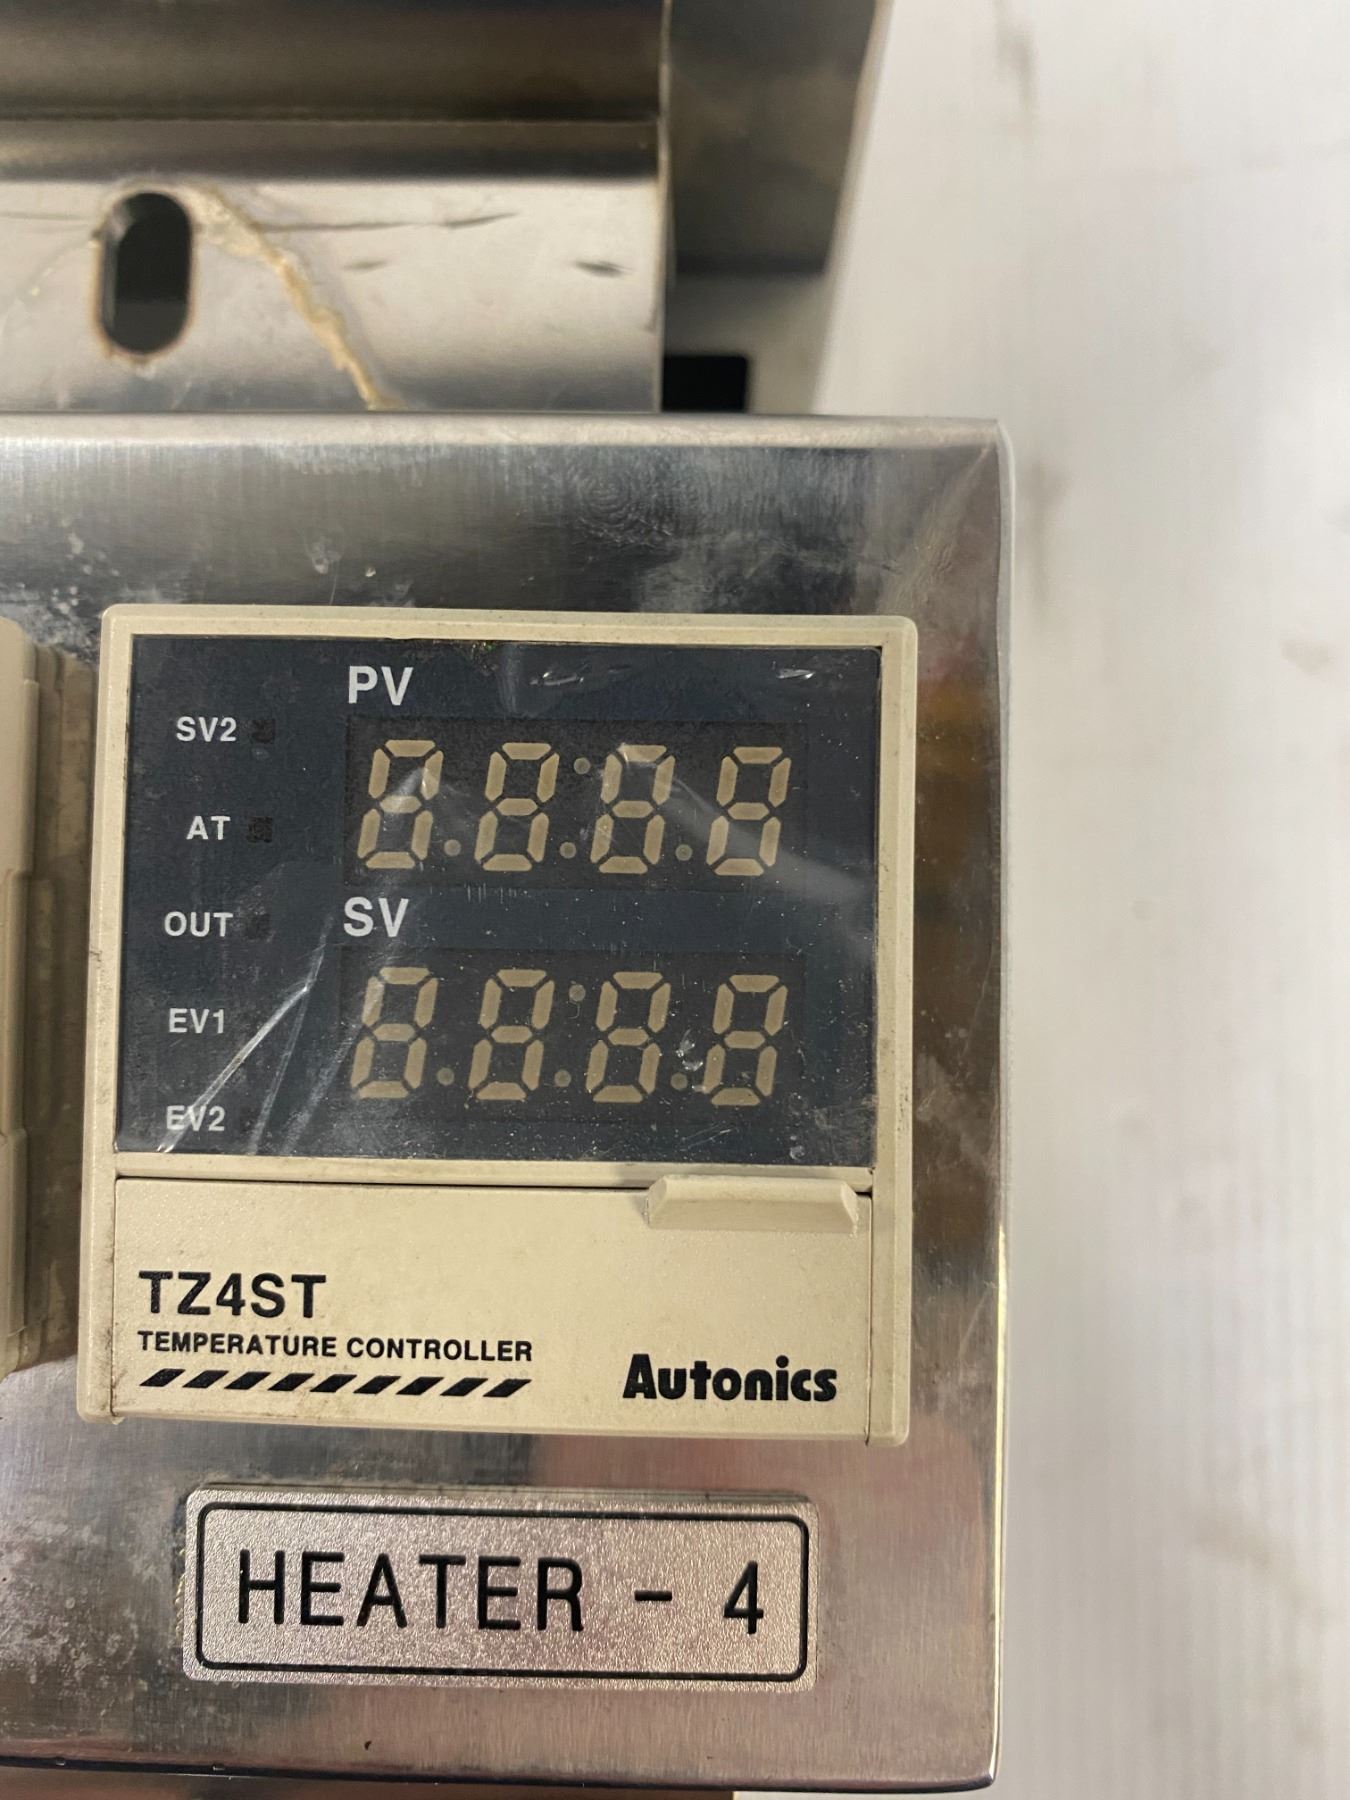 PV
SV2
AT
OUT
SV
EV1
EV2
TZ4ST
TEMPERATURE CONTROLLER
Autonics
HEATER - 4